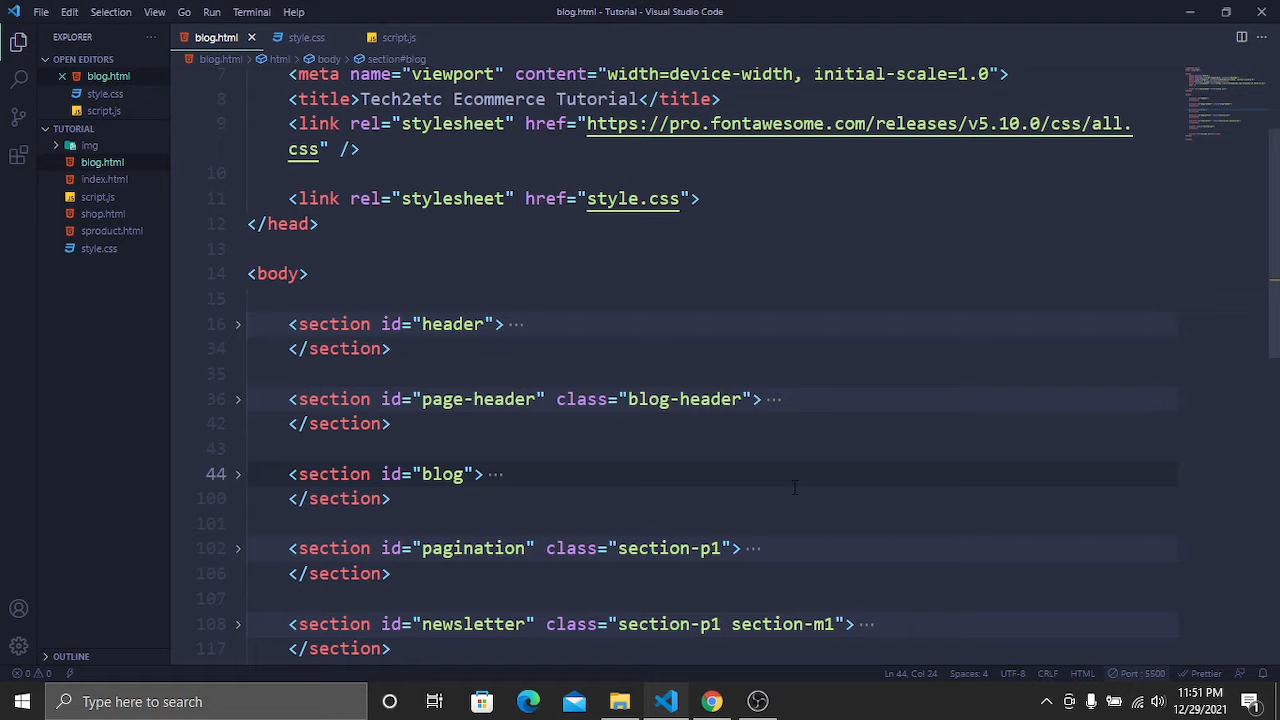 File Edit Selection View Go Run Terminal Help
blog.html - Tutorial - Visual Studio Code
EXPLORER
OPEN EDITORS
blog.html
style.css
script.js
TUTORIAL
img
blog.html
index.html
script.js
shop.html
sproduct.html
style.css
OUTLINE
blog.html style.css script.js
blog.html > html > body > section#blog
7 <meta name="viewport" content="width=device-width, initial-scale=1.0">
8 <title>Tech2etc Ecommerce Tutorial</title>
9 <link rel="stylesheet" href="https://pro.fontawesome.com/releases/v5.10.0/css/all.
css" />
10
11 <link rel="stylesheet" href="style.css">
12 </head>
13
14 <body>
15
16 <section id="header">···
34 </section>
35
36 <section id="page-header" class="blog-header">···
42 </section>
43
44 <section id="blog">···
100 </section>
101
102 <section id="pagination" class="section-p1">···
106 </section>
107
108 <section id="newsletter" class="section-p1 section-m1">···
117 </section>
0 0 Ln 44, Col 24 Spaces: 4 UTF-8 CRLF HTML Port : 5500 Prettier
Type here to search
1:51 PM
12/29/2021
1